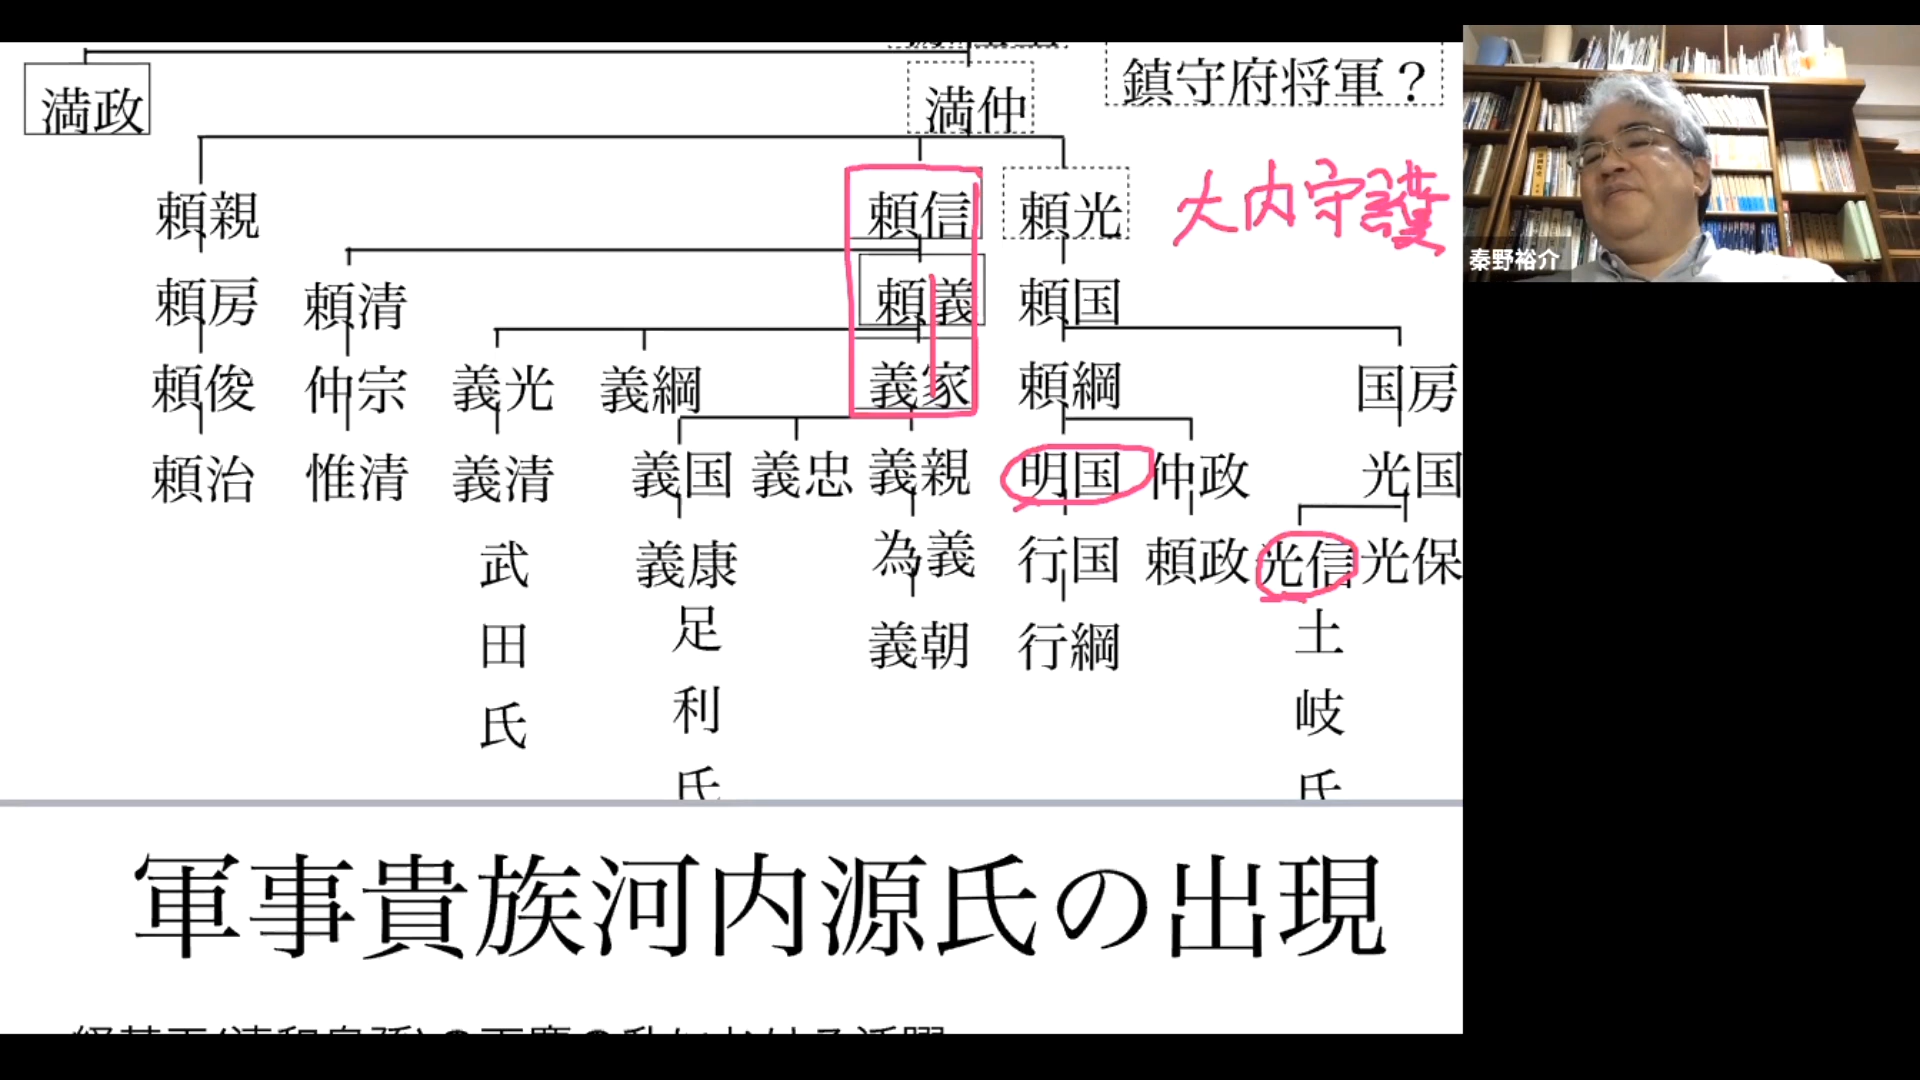 鎮守府将軍？
満政 満仲
大内守護
頼親 頼信 頼光
頼房 頼清 頼義 頼国
頼俊 仲宗 義光 義綱 義家 頼綱 国房
頼治 惟清 義清 義国 義忠 義親 明国 仲政 光国
義康 為義 行国 頼政 光信 光保
義朝 行綱
武田氏
足利氏
土岐氏
軍事貴族河内源氏の出現
秦野裕介